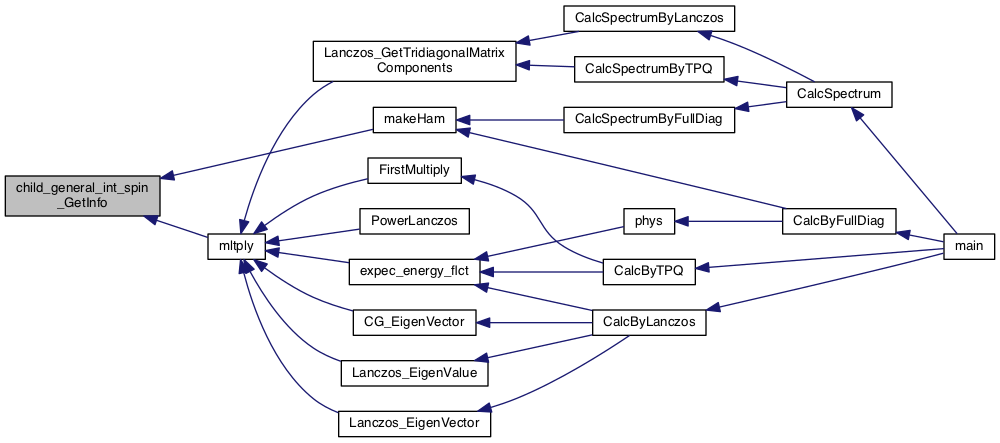 CalcSpectrumByLanczos
Lanczos_GetTridiagonalMatrix
Components
CalcSpectrumByTPQ
CalcSpectrum
makeHam
CalcSpectrumByFullDiag
FirstMultiply
child_general_int_spin
_GetInfo
PowerLanczos
phys
CalcByFullDiag
mltply
main
expec_energy_flct
CalcByTPQ
CG_EigenVector
CalcByLanczos
Lanczos_EigenValue
Lanczos_EigenVector